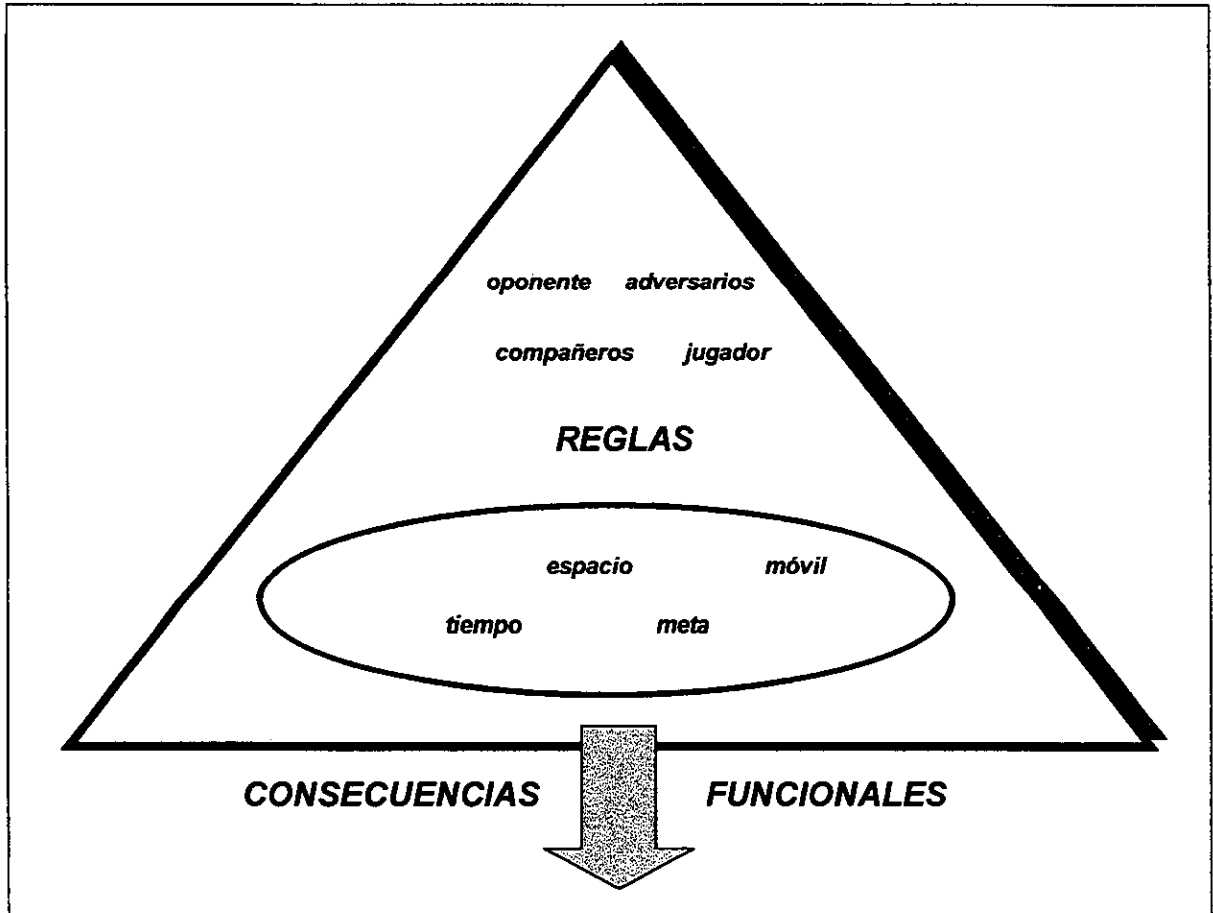 oponente adversarios
compañeros jugador
REGLAS
espacio móvil
tiempo meta
CONSECUENCIAS FUNCIONALES